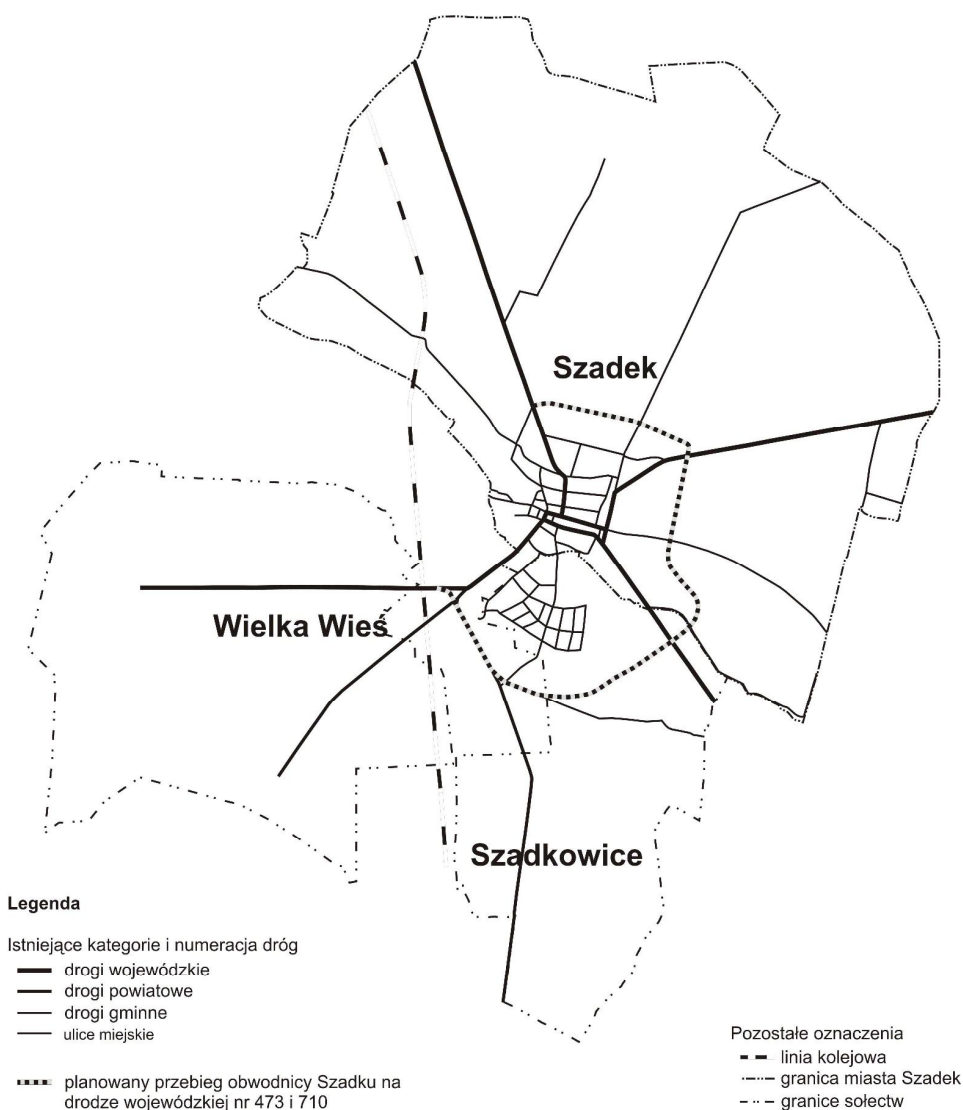 Szadek
Wielka Wieś
Szadkowice
Legenda
Istniejące kategorie i numeracja dróg
drogi wojewódzkie
drogi powiatowe
drogi gminne
ulice miejskie
planowany przebieg obwodnicy Szadku na
drodze wojewódzkiej nr 473 i 710
Pozostałe oznaczenia
linia kolejowa
granica miasta Szadek
granice sołectw